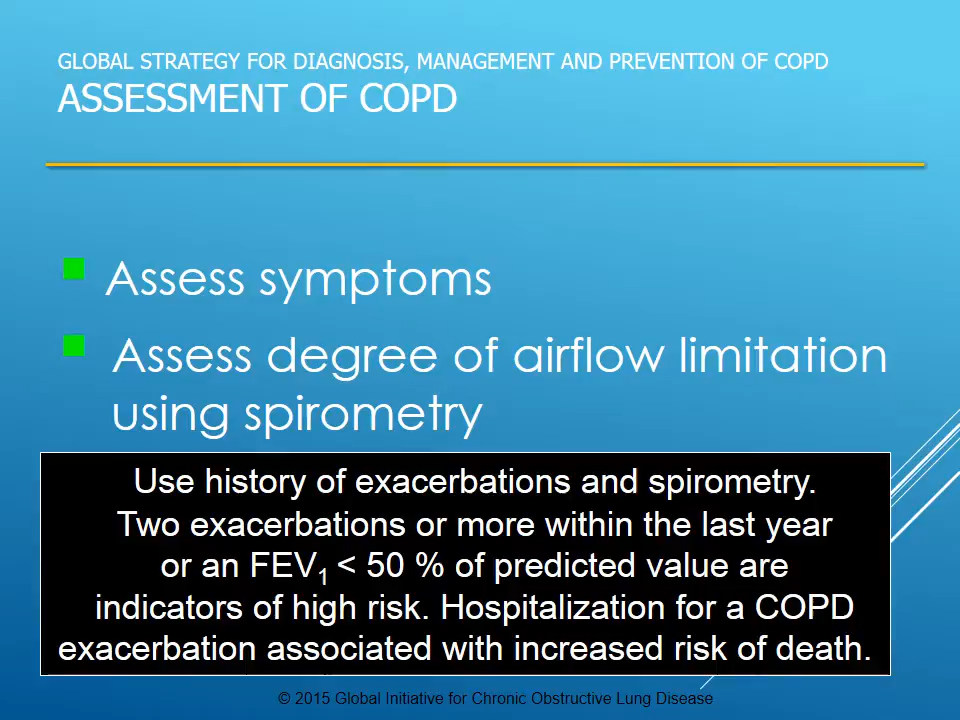 GLOBAL STRATEGY FOR DIAGNOSIS, MANAGEMENT AND PREVENTION OF COPD
ASSESSMENT OF COPD
Assess symptoms
Assess degree of airflow limitation
using spirometry
Use history of exacerbations and spirometry.
Two exacerbations or more within the last year
or an FEV₁ < 50 % of predicted value are
indicators of high risk. Hospitalization for a COPD
exacerbation associated with increased risk of death.
© 2015 Global Initiative for Chronic Obstructive Lung Disease